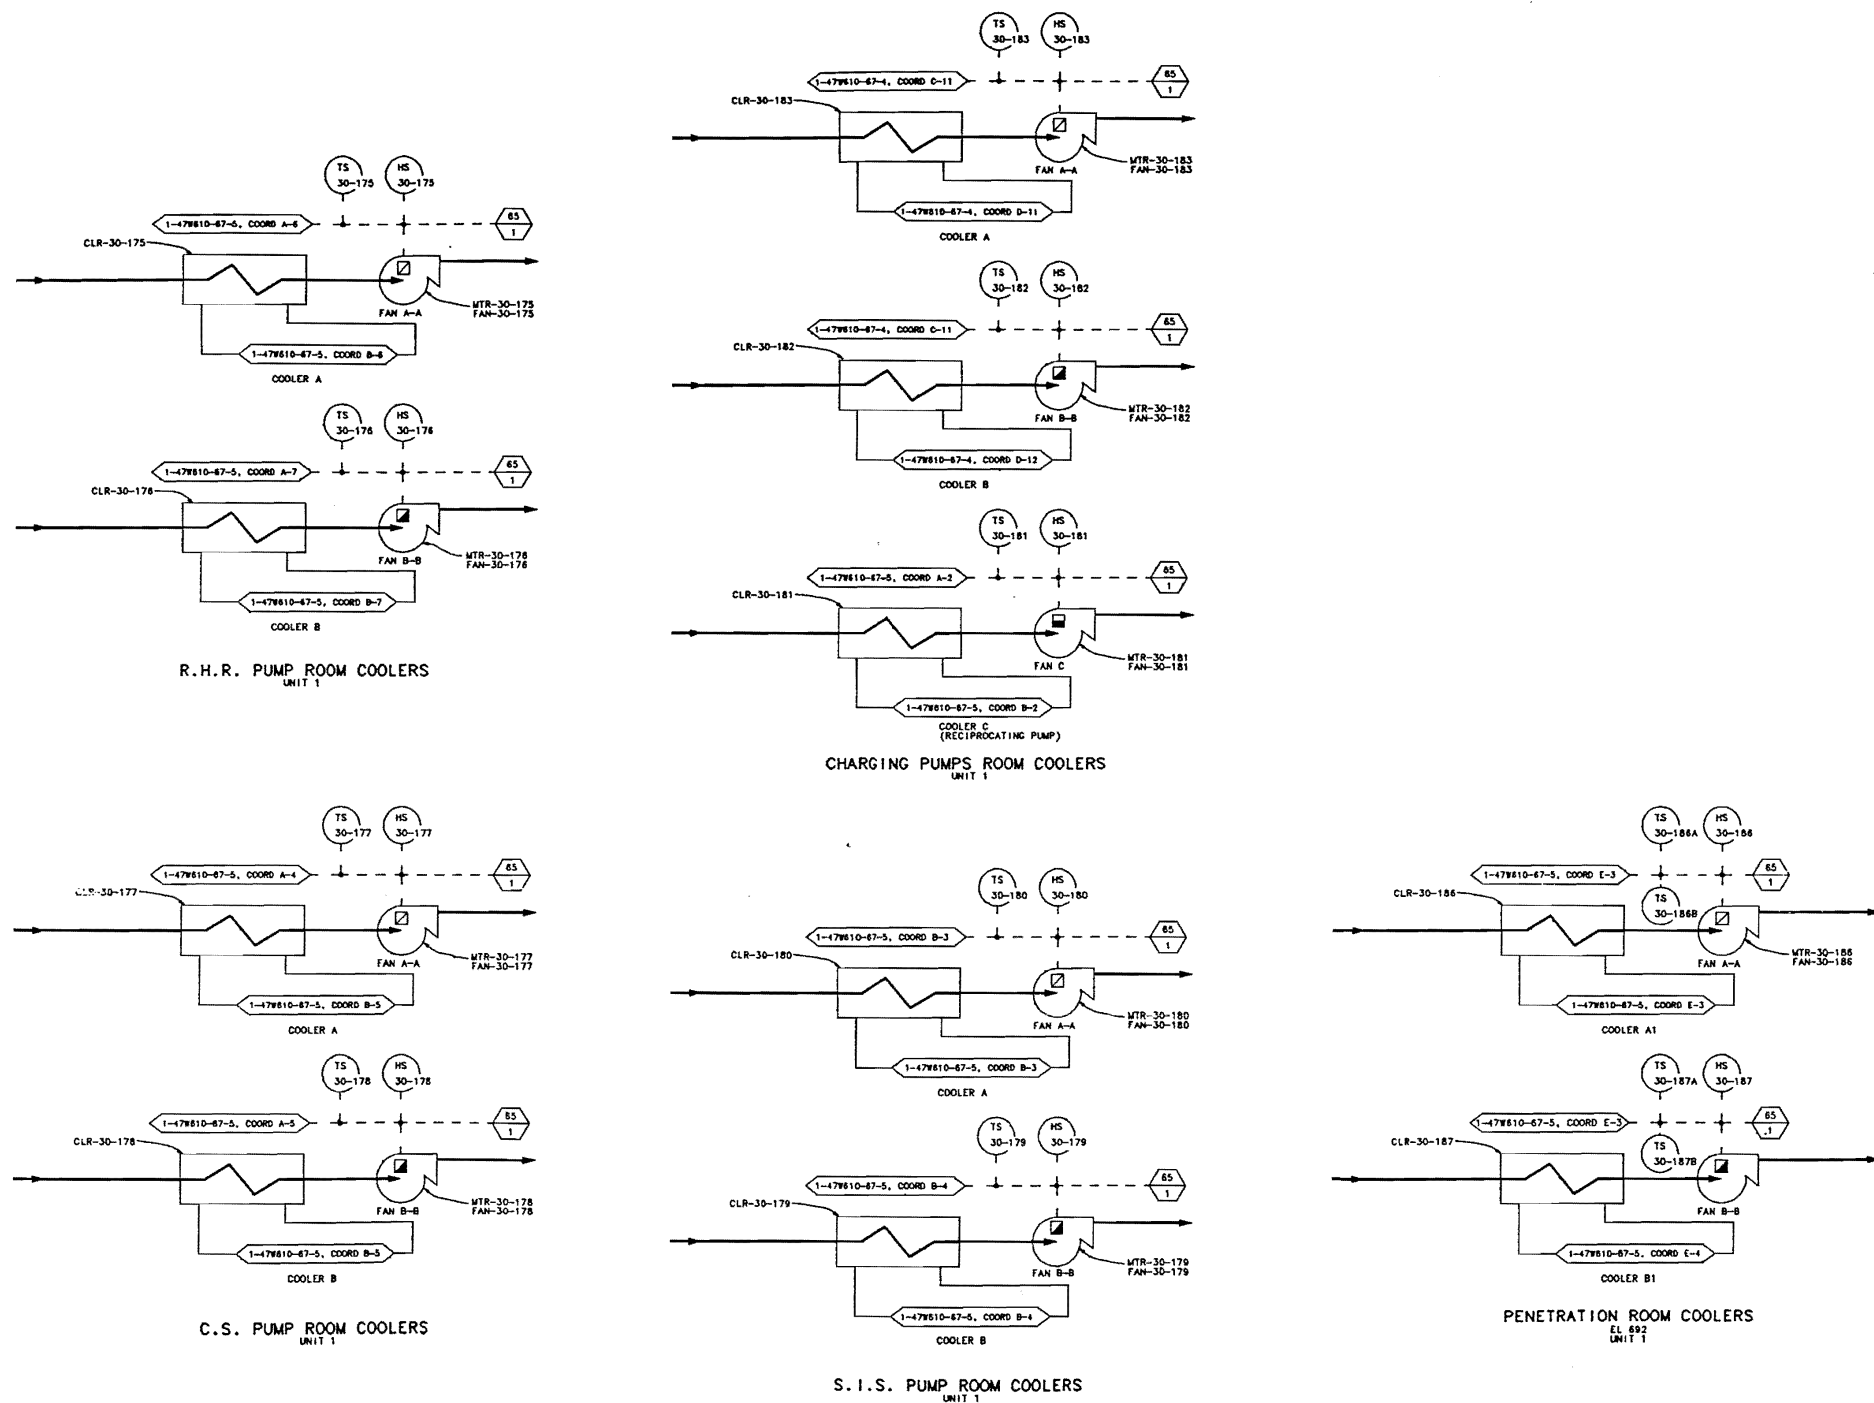 TS
30-175
HS
30-175
1-47W610-67-5, COORD A-6
65
1
CLR-30-175
MTR-30-175
FAN-30-175
FAN A-A
1-47W610-67-5, COORD B-6
COOLER A
TS
30-176
HS
30-176
1-47W610-67-5, COORD A-7
65
1
CLR-30-176
MTR-30-176
FAN-30-176
FAN B-B
1-47W610-67-5, COORD B-7
COOLER B
R.H.R. PUMP ROOM COOLERS
UNIT 1
TS
30-183
HS
30-183
1-47W610-67-4, COORD C-11
65
1
CLR-30-183
MTR-30-183
FAN-30-183
FAN A-A
1-47W610-67-4, COORD D-11
COOLER A
TS
30-182
HS
30-182
1-47W610-67-4, COORD C-11
65
1
CLR-30-182
MTR-30-182
FAN-30-182
FAN B-B
1-47W610-67-4, COORD D-12
COOLER B
TS
30-181
HS
30-181
1-47W610-67-5, COORD A-2
65
1
CLR-30-181
MTR-30-181
FAN-30-181
FAN C
1-47W610-67-5, COORD B-2
COOLER C
(RECIPROCATING PUMP)
CHARGING PUMPS ROOM COOLERS
UNIT 1
TS
30-177
HS
30-177
1-47W610-67-5, COORD A-4
65
1
CLR-30-177
MTR-30-177
FAN-30-177
FAN A-A
1-47W610-67-5, COORD B-5
COOLER A
TS
30-178
HS
30-178
1-47W610-67-5, COORD A-5
65
1
CLR-30-178
MTR-30-178
FAN-30-178
FAN B-B
1-47W610-67-5, COORD B-5
COOLER B
C.S. PUMP ROOM COOLERS
UNIT 1
TS
30-180
HS
30-180
1-47W610-67-5, COORD B-3
65
1
CLR-30-180
MTR-30-180
FAN-30-180
FAN A-A
1-47W610-67-5, COORD B-3
COOLER A
TS
30-179
HS
30-179
1-47W610-67-5, COORD B-4
65
1
CLR-30-179
MTR-30-179
FAN-30-179
FAN B-B
1-47W610-67-5, COORD B-4
COOLER B
S.I.S. PUMP ROOM COOLERS
UNIT 1
TS
30-186A
HS
30-186
1-47W610-67-5, COORD E-3
65
1
TS
30-186B
CLR-30-186
MTR-30-186
FAN-30-186
FAN A-A
1-47W610-67-5, COORD E-3
COOLER A1
TS
30-187A
HS
30-187
1-47W610-67-5, COORD E-3
65
1
TS
30-187B
CLR-30-187
FAN B-B
1-47W610-67-5, COORD E-4
COOLER B1
PENETRATION ROOM COOLERS
EL 692
UNIT 1